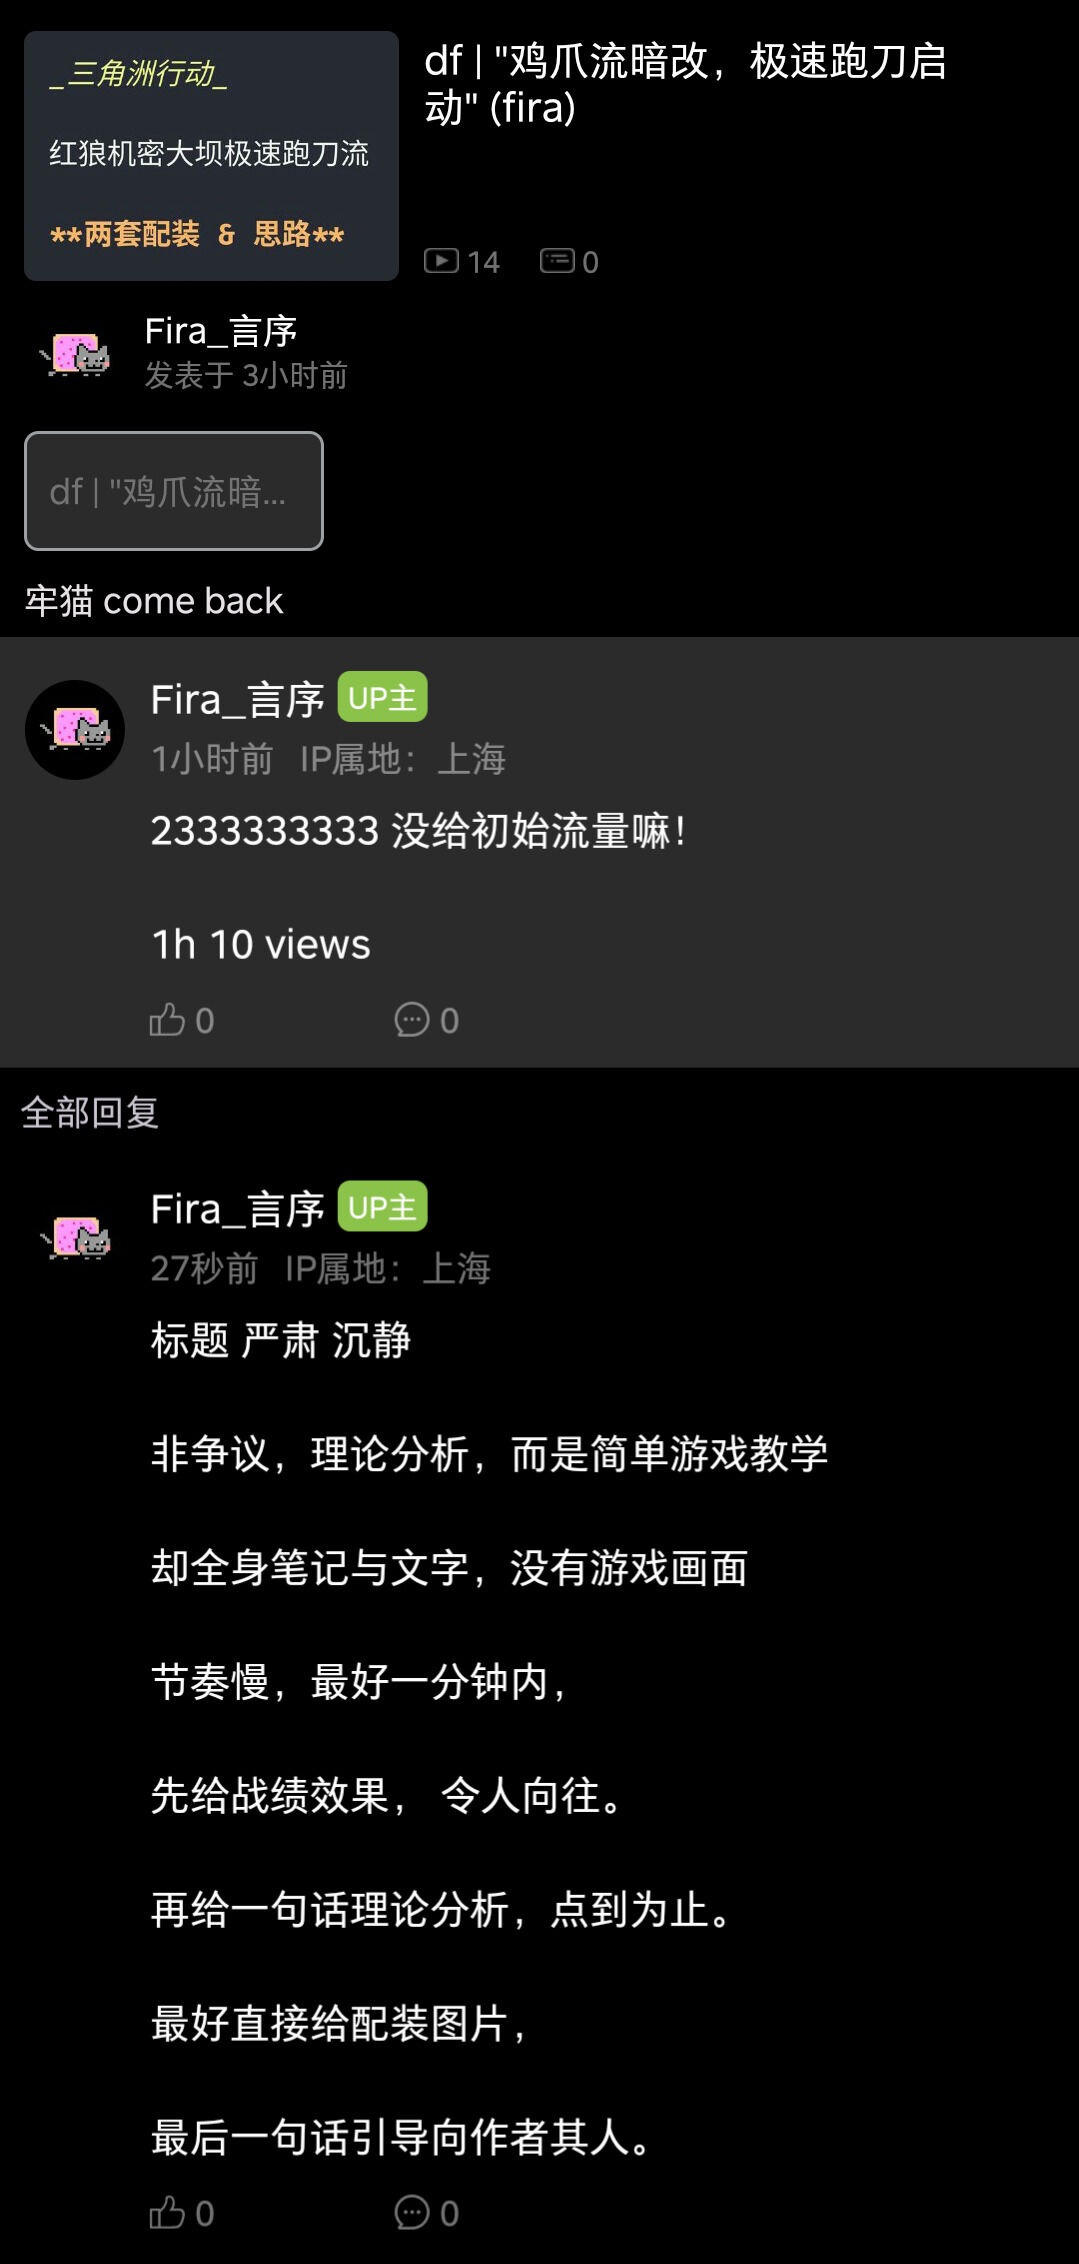 _三角洲行动_
红狼机密大坝极速跑刀流
**两套配装 & 思路**
df | "鸡爪流暗改，极速跑刀启
动" (fira)
14 0
Fira_言序
发表于 3小时前
df | "鸡爪流暗...
牢猫 come back
Fira_言序 UP主
1小时前 IP属地：上海
2333333333 没给初始流量嘛！
1h 10 views
0 0
全部回复
Fira_言序 UP主
27秒前 IP属地：上海
标题 严肃 沉静
非争议，理论分析，而是简单游戏教学
却全身笔记与文字，没有游戏画面
节奏慢，最好一分钟内，
先给战绩效果， 令人向往。
再给一句话理论分析，点到为止。
最好直接给配装图片，
最后一句话引导向作者其人。
0 0